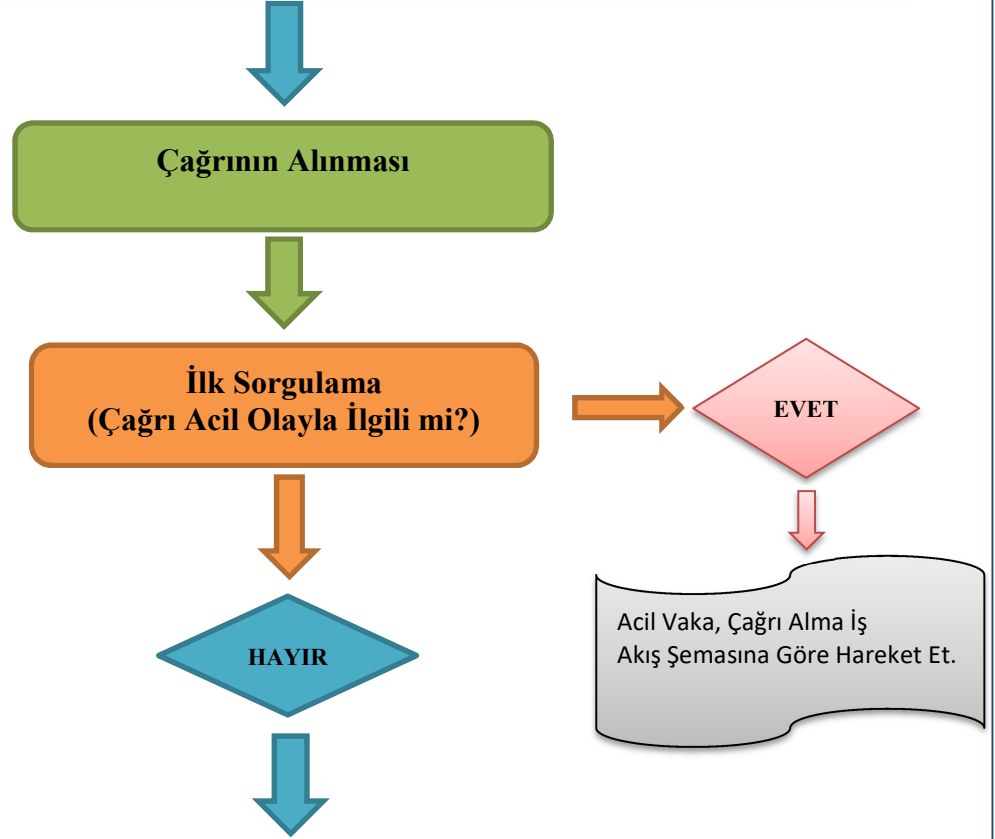 Çağrının Alınması
İlk Sorgulama
(Çağrı Acil Olayla İlgili mi?)
EVET
Acil Vaka, Çağrı Alma İş
Akış Şemasına Göre Hareket Et.
HAYIR